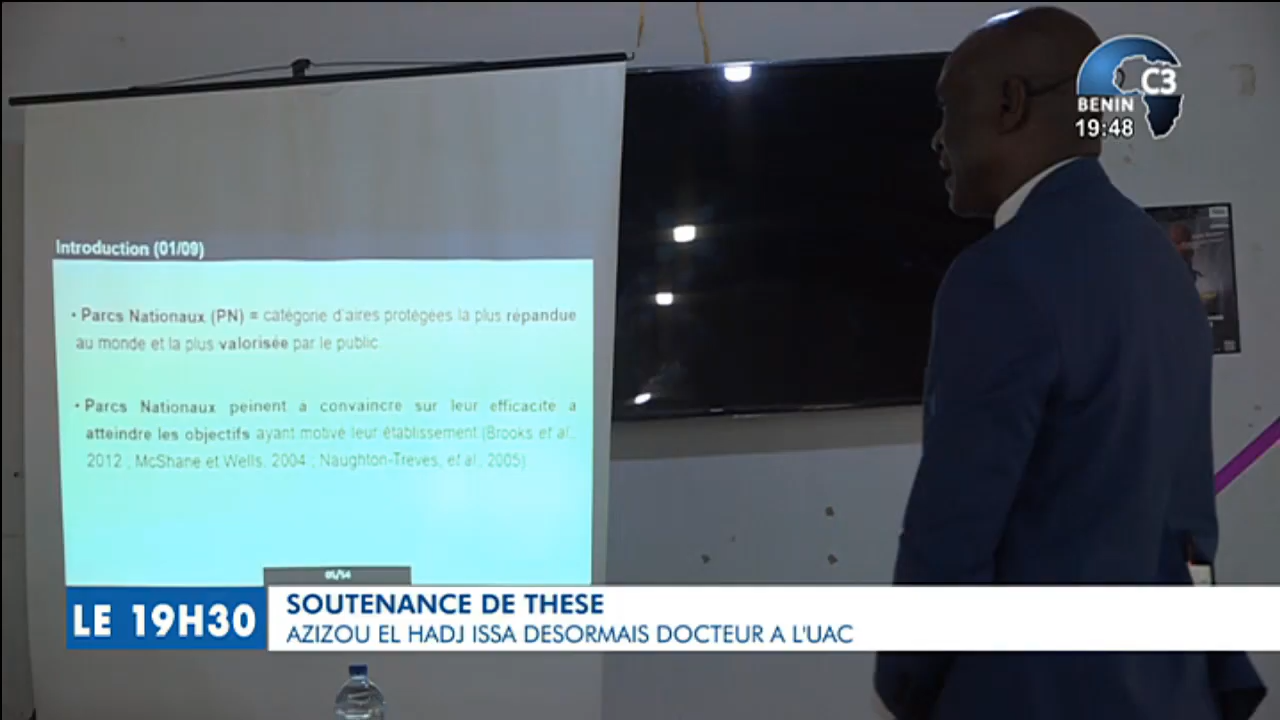 C3
BENIN
19:48
Introduction (01/09)
• Parcs Nationaux (PN) = catégorie d'aires protégées la plus répandue
au monde et la plus valorisée par le public
• Parcs Nationaux peinent a convaincre sur leur efficacite a
atteindre les objectifs ayant motivé leur établissement (Brooks et al.,
2012 ; McShane et Wells, 2004 ; Naughton-Treves, et al., 2005)
05/54
LE 19H30
SOUTENANCE DE THESE
AZIZOU EL HADJ ISSA DESORMAIS DOCTEUR A L'UAC